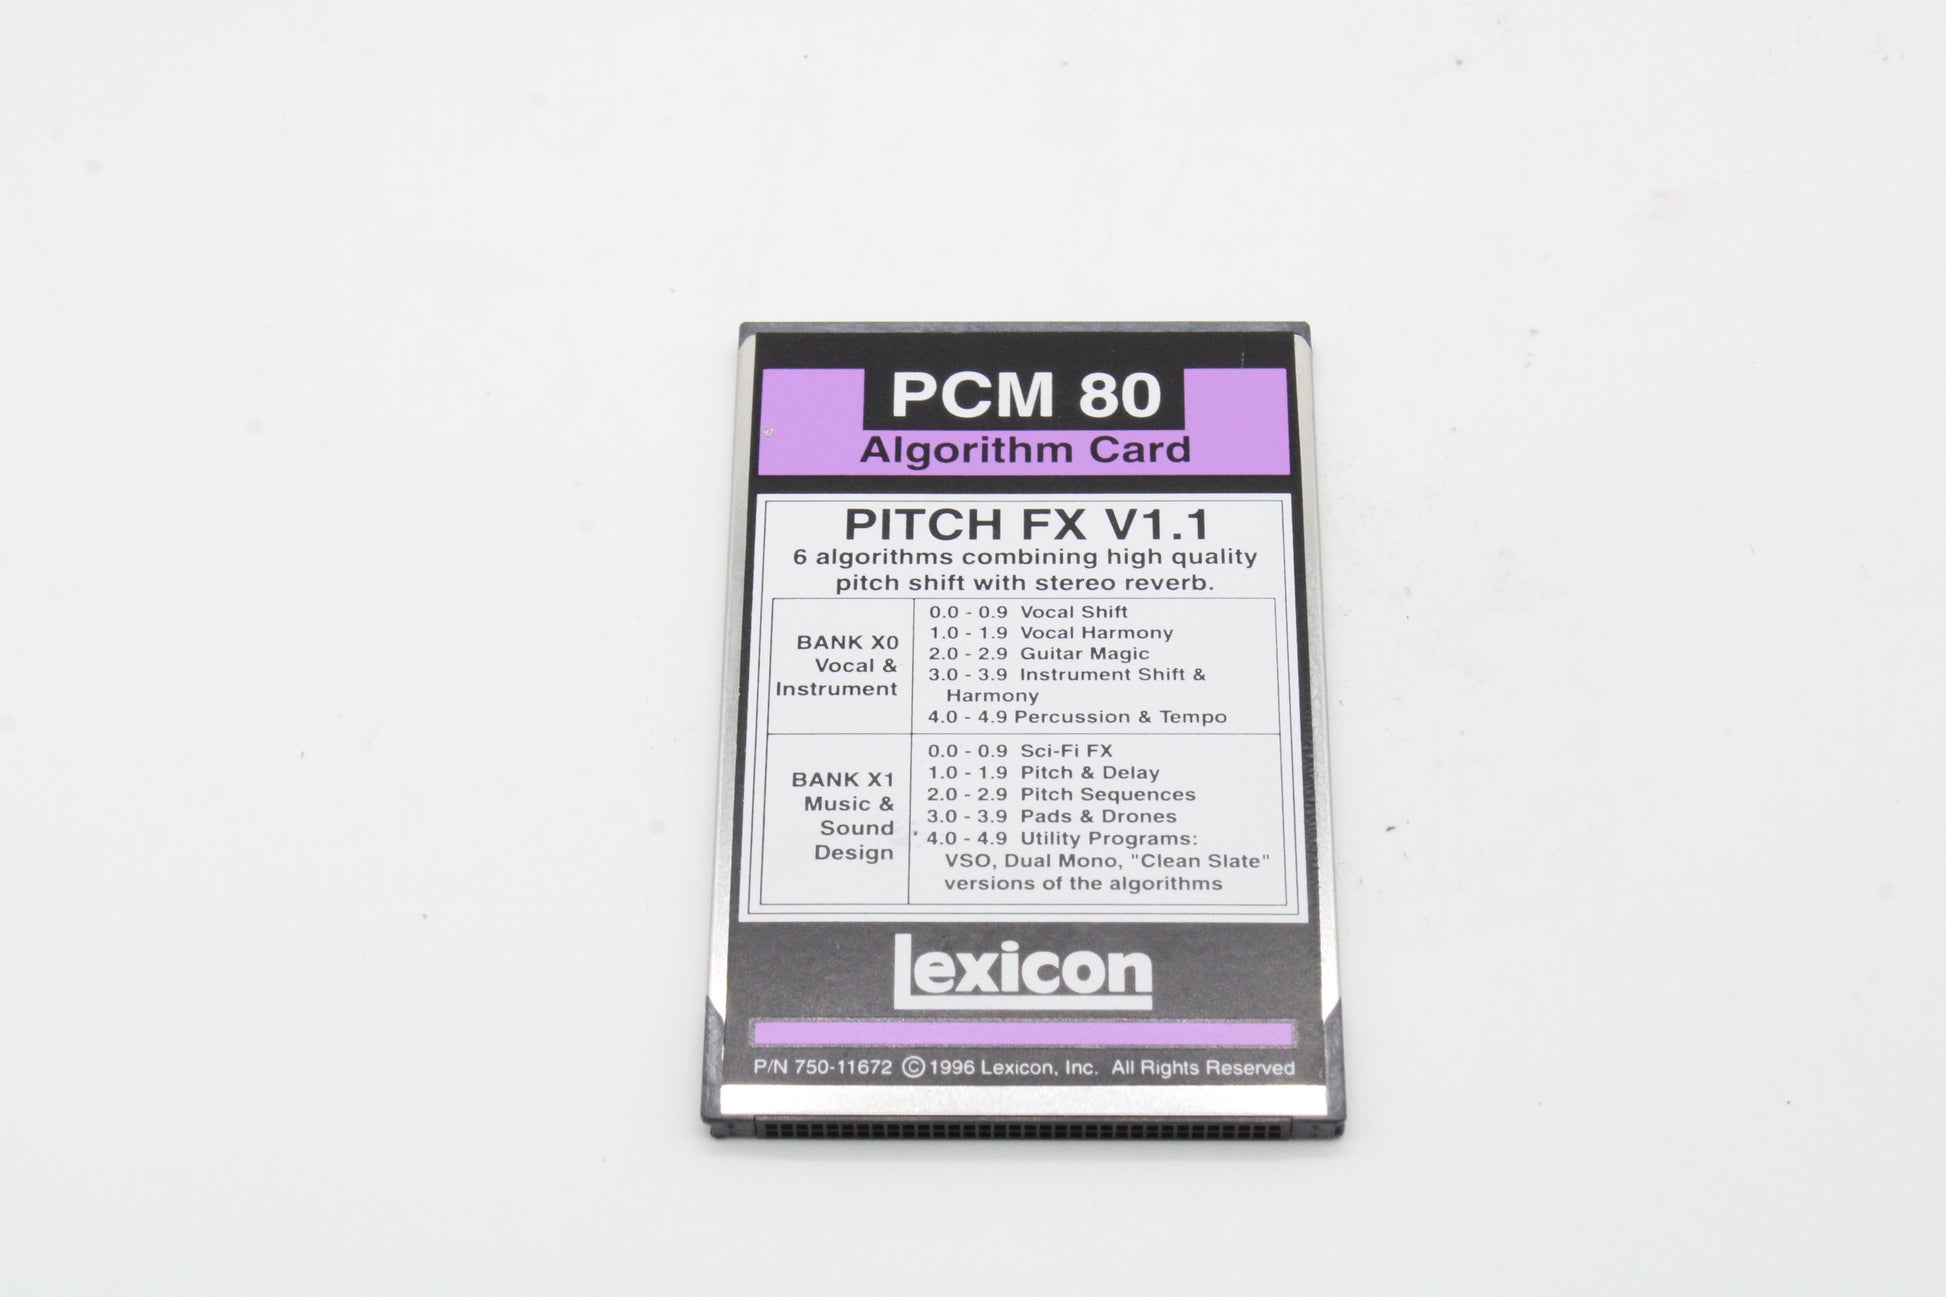 PCM 80
Algorithm Card
PITCH FX V1.1
6 algorithms combining high quality
pitch shift with stereo reverb.
BANK X0
Vocal &
Instrument
0.0 - 0.9 Vocal Shift
1.0 - 1.9 Vocal Harmony
2.0 - 2.9 Guitar Magic
3.0 - 3.9 Instrument Shift &
Harmony
4.0 - 4.9 Percussion & Tempo
BANK X1
Music &
Sound
Design
0.0 - 0.9 Sci-Fi FX
1.0 - 1.9 Pitch & Delay
2.0 - 2.9 Pitch Sequences
3.0 - 3.9 Pads & Drones
4.0 - 4.9 Utility Programs:
VSO, Dual Mono, "Clean Slate"
versions of the algorithms
Lexicon
P/N 750-11672 ©1996 Lexicon, Inc. All Rights Reserved